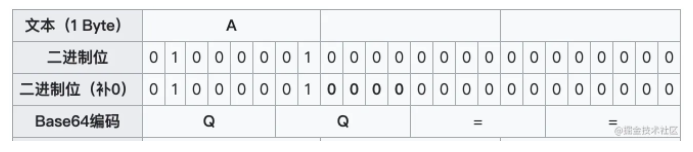 文本（1 Byte） A
二进制位 0 1 0 0 0 0 0 1 0 0 0 0 0 0 0 0 0 0 0 0 0 0 0 0
二进制位（补0） 0 1 0 0 0 0 0 1 0 0 0 0 0 0 0 0 0 0 0 0 0 0 0 0
Base64编码 Q Q = =
@掘金技术社区